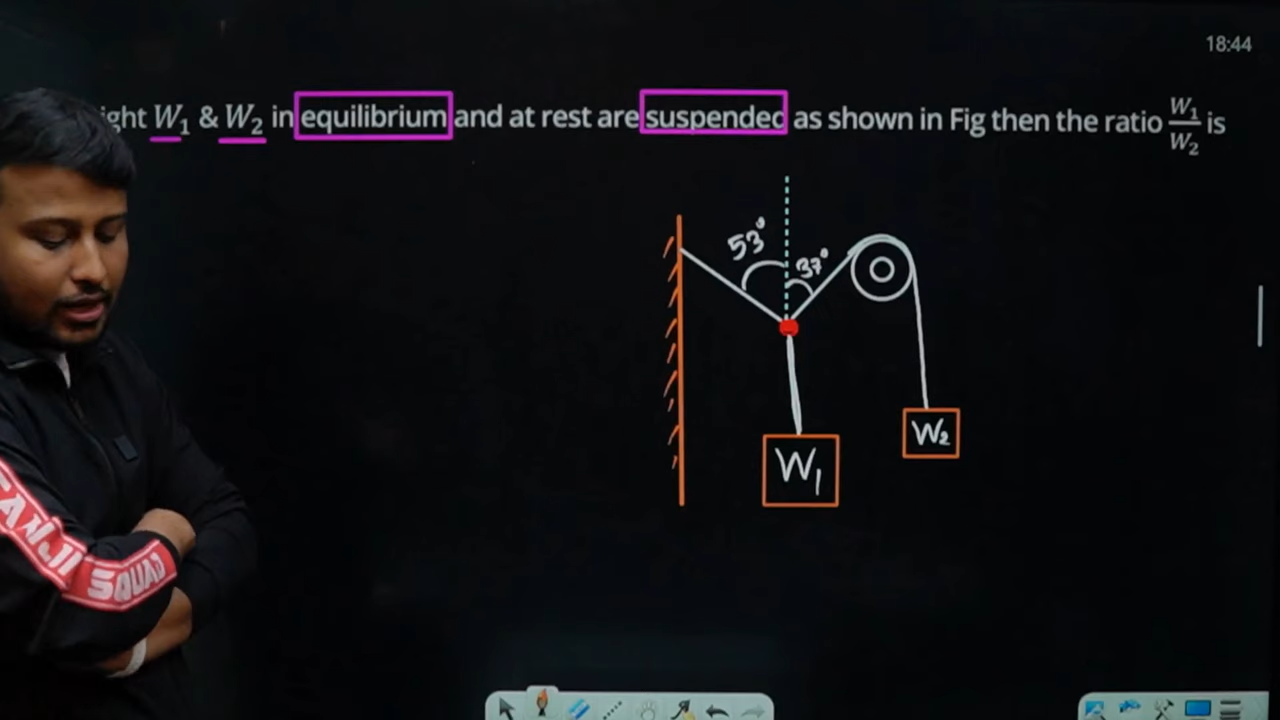 18:44
ight W₁ & W₂ in equilibrium and at rest are suspended as shown in Fig then the ratio W₁/W₂ is
53°
37°
W₂
W₁
SQUAD